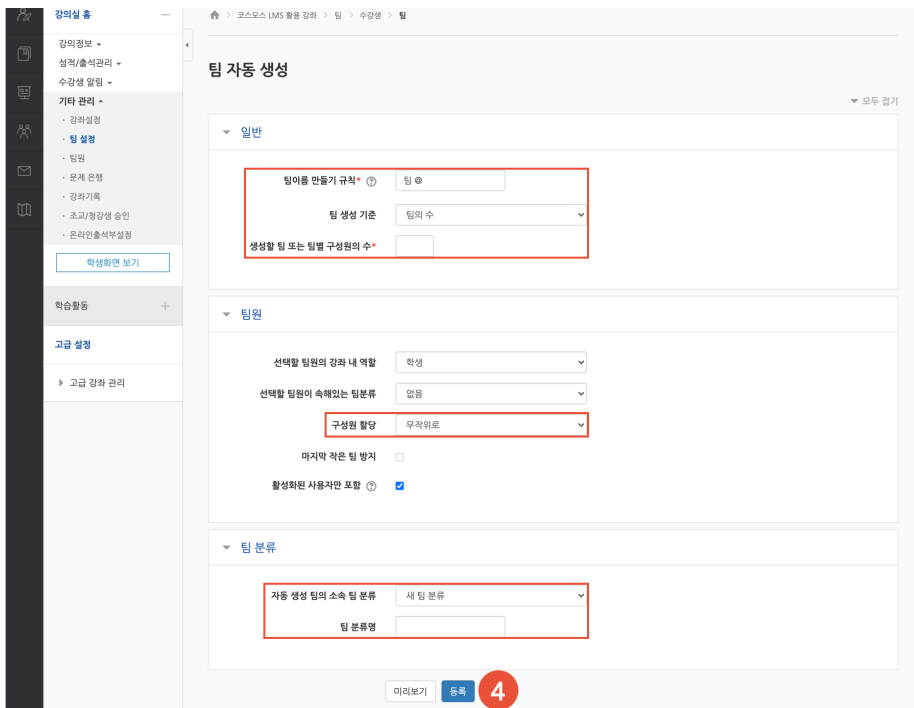 강의실 홈
코스모스 LMS 활용 강좌 > 팀 > 수강생 > 팀
강의정보
성적/출석관리
수강생 알림
기타 관리
· 강좌설정
· 팀 설정
· 팀원
· 문제 은행
· 강좌기록
· 조교/청강생 승인
· 온라인출석부설정
학생화면 보기
학습활동
고급 설정
고급 강좌 관리
팀 자동 생성
모두 접기
일반
팀이름 만들기 규칙* ? 팀 @
팀 생성 기준 팀의 수
생성할 팀 또는 팀별 구성원의 수*
팀원
선택할 팀원의 강좌 내 역할 학생
선택할 팀원이 속해있는 팀분류 없음
구성원 할당 무작위로
마지막 작은 팀 방지
활성화된 사용자만 포함 ?
팀 분류
자동 생성 팀의 소속 팀 분류 새 팀 분류
팀 분류명
미리보기 등록 4